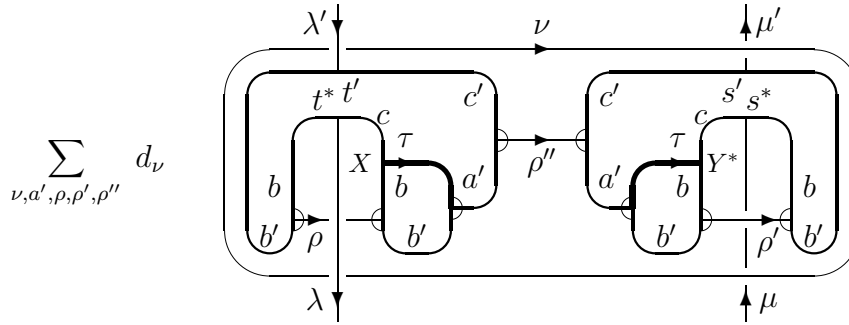 λ′ ν μ′
c′ c′
t* t′ s′ s*
c c
∑ d_ν
τ τ
X Y*
ρ″
b b a′ a′ b b
ν,a′,ρ,ρ′,ρ″
b′ ρ b′ b′ ρ′ b′
λ μ